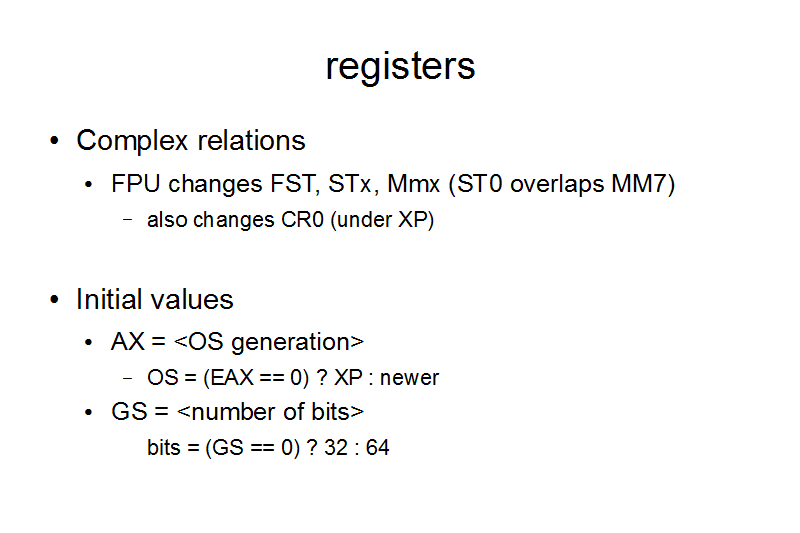 registers
• Complex relations
• FPU changes FST, STx, Mmx (ST0 overlaps MM7)
– also changes CR0 (under XP)
• Initial values
• AX = <OS generation>
– OS = (EAX == 0) ? XP : newer
• GS = <number of bits>
bits = (GS == 0) ? 32 : 64